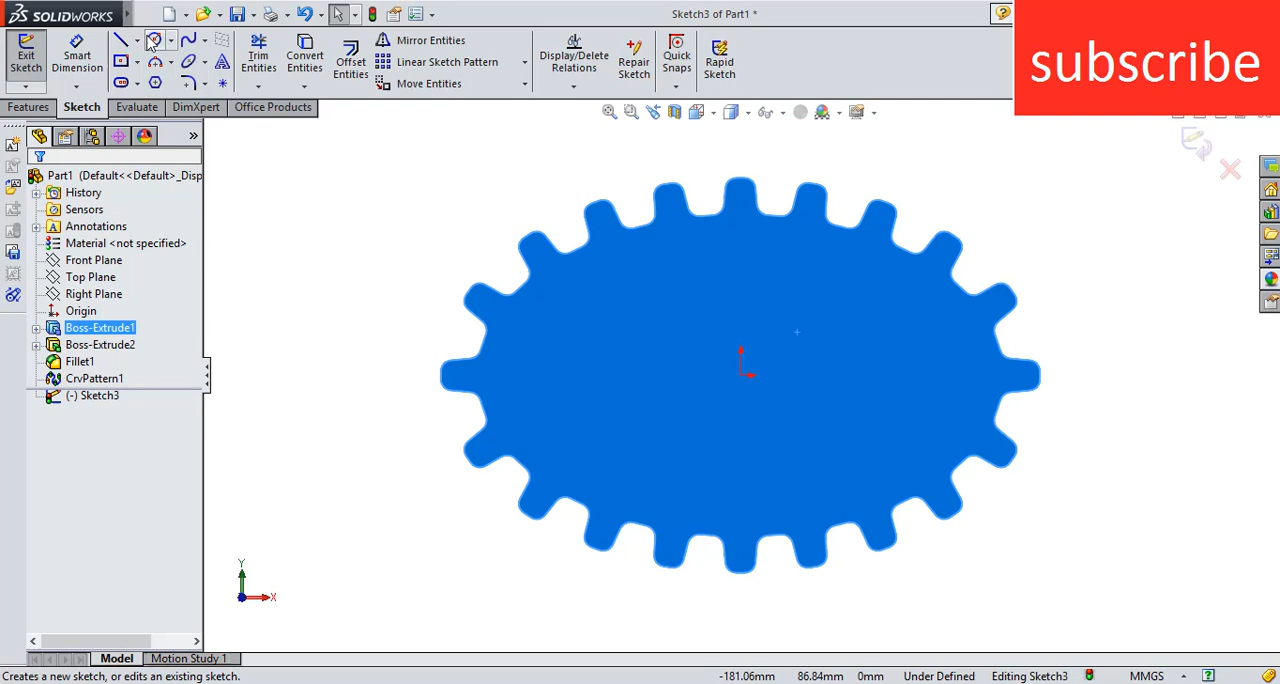 SOLIDWORKS
Sketch3 of Part1 *
subscribe
Exit Sketch
Smart Dimension
Trim Entities
Convert Entities
Offset Entities
Mirror Entities
Linear Sketch Pattern
Move Entities
Display/Delete Relations
Repair Sketch
Quick Snaps
Rapid Sketch
Features
Sketch
Evaluate
DimXpert
Office Products
Part1 (Default<<Default>_Disp
History
Sensors
Annotations
Material <not specified>
Front Plane
Top Plane
Right Plane
Origin
Boss-Extrude1
Boss-Extrude2
Fillet1
CrvPattern1
(-) Sketch3
Y
X
Model
Motion Study 1
Creates a new sketch, or edits an existing sketch.
-181.06mm 86.84mm 0mm Under Defined Editing Sketch3 MMGS